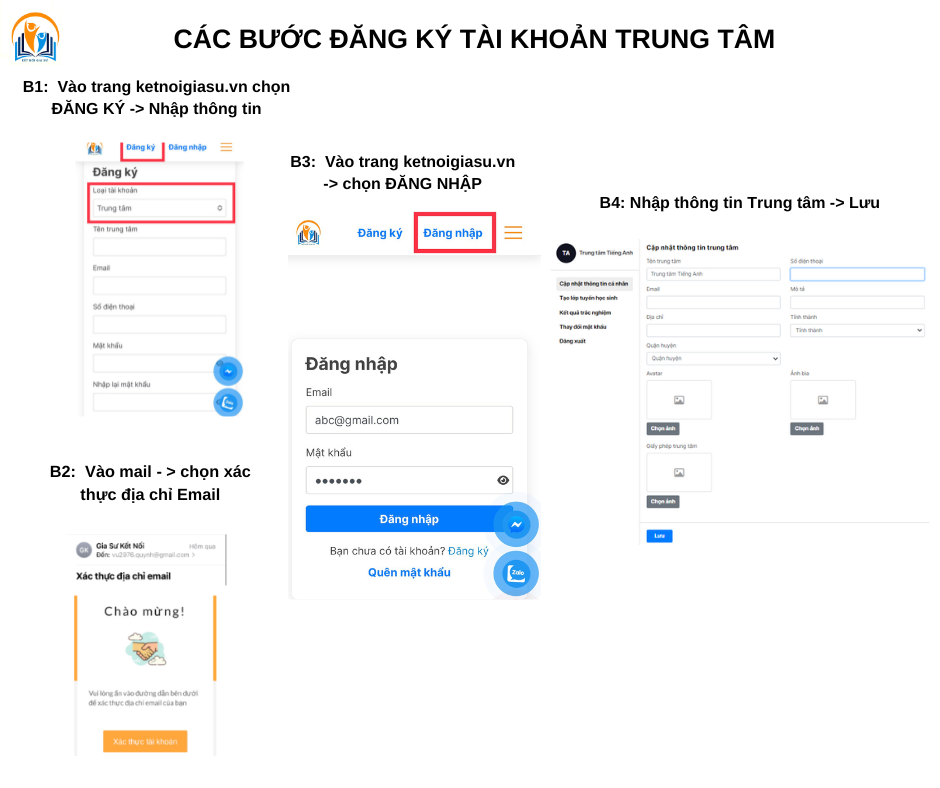 KẾT NỐI GIA SƯ
CÁC BƯỚC ĐĂNG KÝ TÀI KHOẢN TRUNG TÂM
B1: Vào trang ketnoigiasu.vn chọn
ĐĂNG KÝ -> Nhập thông tin
Đăng ký Đăng nhập
Đăng ký
Loại tài khoản
Trung tâm
Tên trung tâm
Email
Số điện thoại
Mật khẩu
Nhập lại mật khẩu
Zalo
B2: Vào mail - > chọn xác
thực địa chỉ Email
GK
Gia Sư Kết Nối Hôm qua
Đến: vu2976.quynh@gmail.com >
Xác thực địa chỉ email
Chào mừng!
Vui lòng ấn vào đường dẫn bên dưới
để xác thực địa chỉ email của bạn
Xác thực tài khoản
B3: Vào trang ketnoigiasu.vn
-> chọn ĐĂNG NHẬP
Đăng ký Đăng nhập
Đăng nhập
Email
abc@gmail.com
Mật khẩu
Đăng nhập
Bạn chưa có tài khoản? Đăng ký
Quên mật khẩu
Zalo
B4: Nhập thông tin Trung tâm -> Lưu
TA Trung tâm Tiếng Anh
Cập nhật thông tin cá nhân
Tạo lớp tuyển học sinh
Kết quả trắc nghiệm
Thay đổi mật khẩu
Đăng xuất
Cập nhật thông tin trung tâm
Tên trung tâm Số điện thoại
Trung tâm Tiếng Anh
Email Mô tả
Địa chỉ Tỉnh thành
Tỉnh thành
Quận huyện
Quận huyện
Avatar Ảnh bìa
Chọn ảnh Chọn ảnh
Giấy phép trung tâm
Chọn ảnh
Lưu